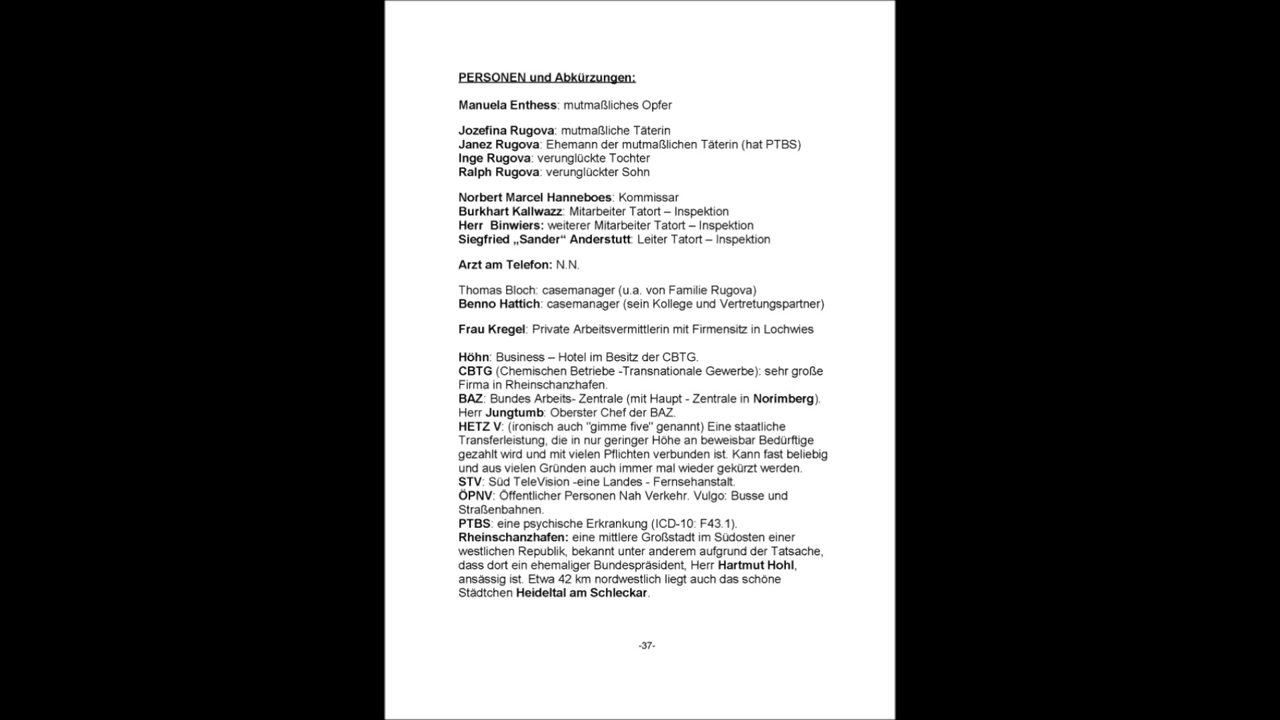 PERSONEN und Abkürzungen:
Manuela Enthess: mutmaßliches Opfer
Jozefina Rugova: mutmaßliche Täterin
Janez Rugova: Ehemann der mutmaßlichen Täterin (hat PTBS)
Inge Rugova: verunglückte Tochter
Ralph Rugova: verunglückter Sohn
Norbert Marcel Hanneboes: Kommissar
Burkhart Kallwazz: Mitarbeiter Tatort – Inspektion
Herr  Binwiers: weiterer Mitarbeiter Tatort – Inspektion
Siegfried „Sander“ Anderstutt: Leiter Tatort – Inspektion
Arzt am Telefon: N.N.
Thomas Bloch: casemanager (u.a. von Familie Rugova)
Benno Hattich: casemanager (sein Kollege und Vertretungspartner)
Frau Kregel: Private Arbeitsvermittlerin mit Firmensitz in Lochwies
Höhn: Business – Hotel im Besitz der CBTG.
CBTG (Chemischen Betriebe -Transnationale Gewerbe): sehr große
Firma in Rheinschanzhafen.
BAZ: Bundes Arbeits- Zentrale (mit Haupt - Zentrale in Norimberg).
Herr Jungtumb: Oberster Chef der BAZ.
HETZ V: (ironisch auch "gimme five" genannt) Eine staatliche
Transferleistung, die in nur geringer Höhe an beweisbar Bedürftige
gezahlt wird und mit vielen Pflichten verbunden ist. Kann fast beliebig
und aus vielen Gründen auch immer mal wieder gekürzt werden.
STV: Süd TeleVision -eine Landes - Fernsehanstalt.
ÖPNV: Öffentlicher Personen Nah Verkehr. Vulgo: Busse und
Straßenbahnen.
PTBS: eine psychische Erkrankung (ICD-10: F43.1).
Rheinschanzhafen: eine mittlere Großstadt im Südosten einer
westlichen Republik, bekannt unter anderem aufgrund der Tatsache,
dass dort ein ehemaliger Bundespräsident, Herr Hartmut Hohl,
ansässig ist. Etwa 42 km nordwestlich liegt auch das schöne
Städtchen Heideltal am Schleckar.
-37-